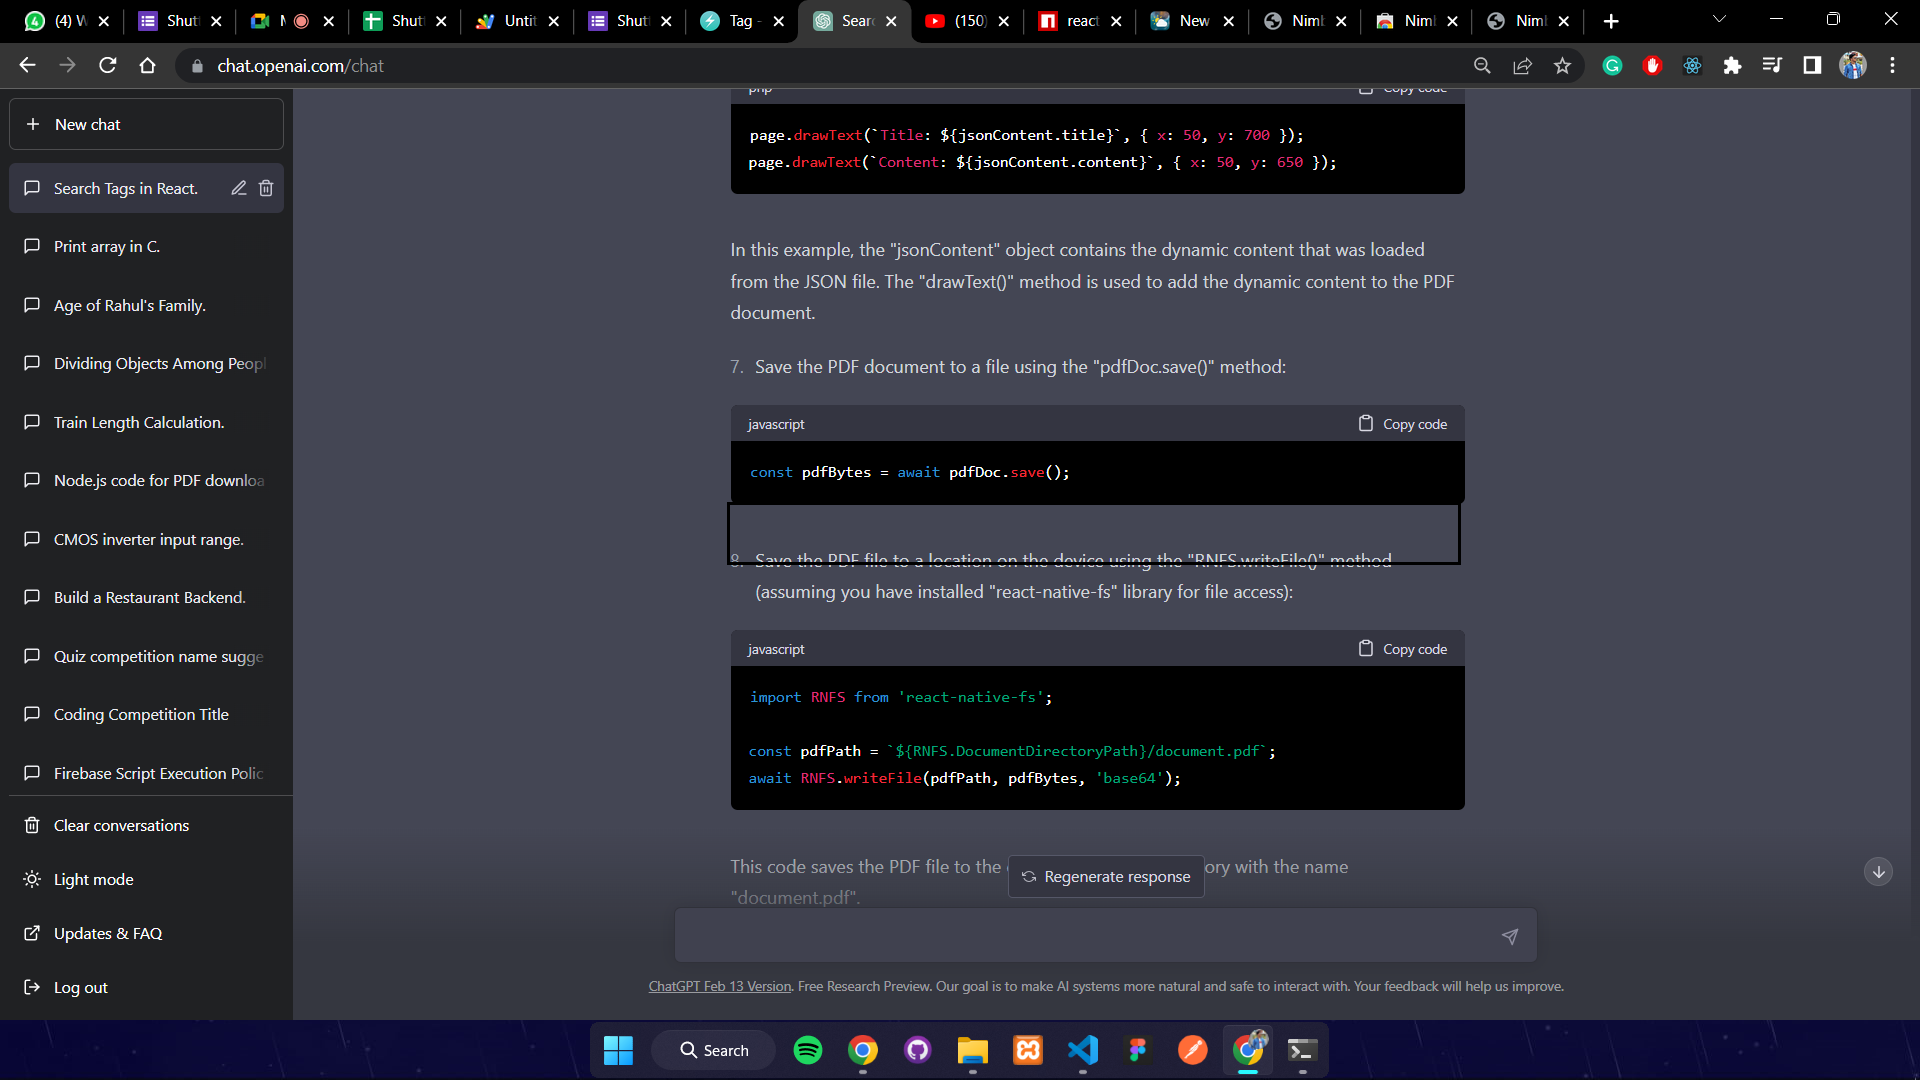 (4) W
Shutt
M
Shutt
Untit
Shutt
Tag -
Searc
(150)
react
New
Nimb
Niml
Niml
chat.openai.com/chat
New chat
Search Tags in React.
Print array in C.
Age of Rahul's Family.
Dividing Objects Among Peopl
Train Length Calculation.
Node.js code for PDF downloa
CMOS inverter input range.
Build a Restaurant Backend.
Quiz competition name sugge
Coding Competition Title
Firebase Script Execution Polic
Clear conversations
Light mode
Updates & FAQ
Log out
php
Copy code
page.drawText(`Title: ${jsonContent.title}`, { x: 50, y: 700 });
page.drawText(`Content: ${jsonContent.content}`, { x: 50, y: 650 });
In this example, the "jsonContent" object contains the dynamic content that was loaded
from the JSON file. The "drawText()" method is used to add the dynamic content to the PDF
document.
7. Save the PDF document to a file using the "pdfDoc.save()" method:
javascript
Copy code
const pdfBytes = await pdfDoc.save();
8. Save the PDF file to a location on the device using the "RNFS.writeFile()" method
(assuming you have installed "react-native-fs" library for file access):
javascript
Copy code
import RNFS from 'react-native-fs';
const pdfPath = `${RNFS.DocumentDirectoryPath}/document.pdf`;
await RNFS.writeFile(pdfPath, pdfBytes, 'base64');
This code saves the PDF file to the
ory with the name
"document.pdf".
Regenerate response
ChatGPT Feb 13 Version. Free Research Preview. Our goal is to make AI systems more natural and safe to interact with. Your feedback will help us improve.
Search